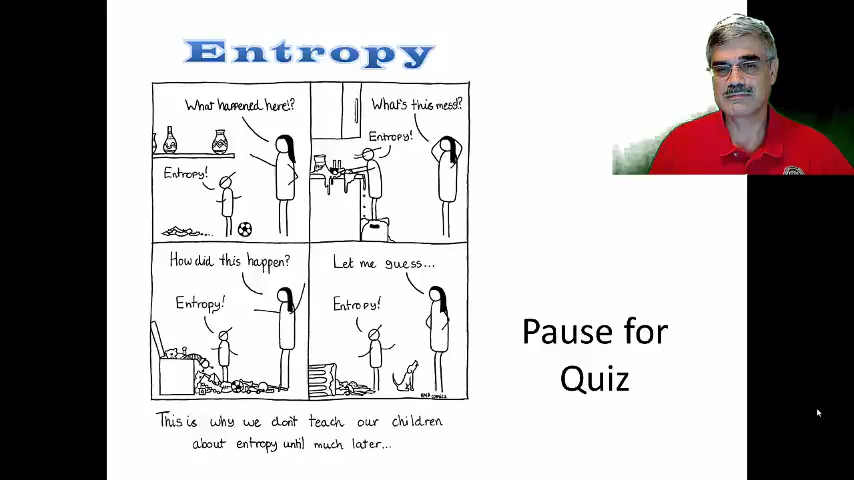 Entropy
What happened here!?
Entropy!
What's this mess?
Entropy!
How did this happen?
Entropy!
Let me guess...
Entropy!
This is why we don't teach our children
about entropy until much later...
Pause for
Quiz